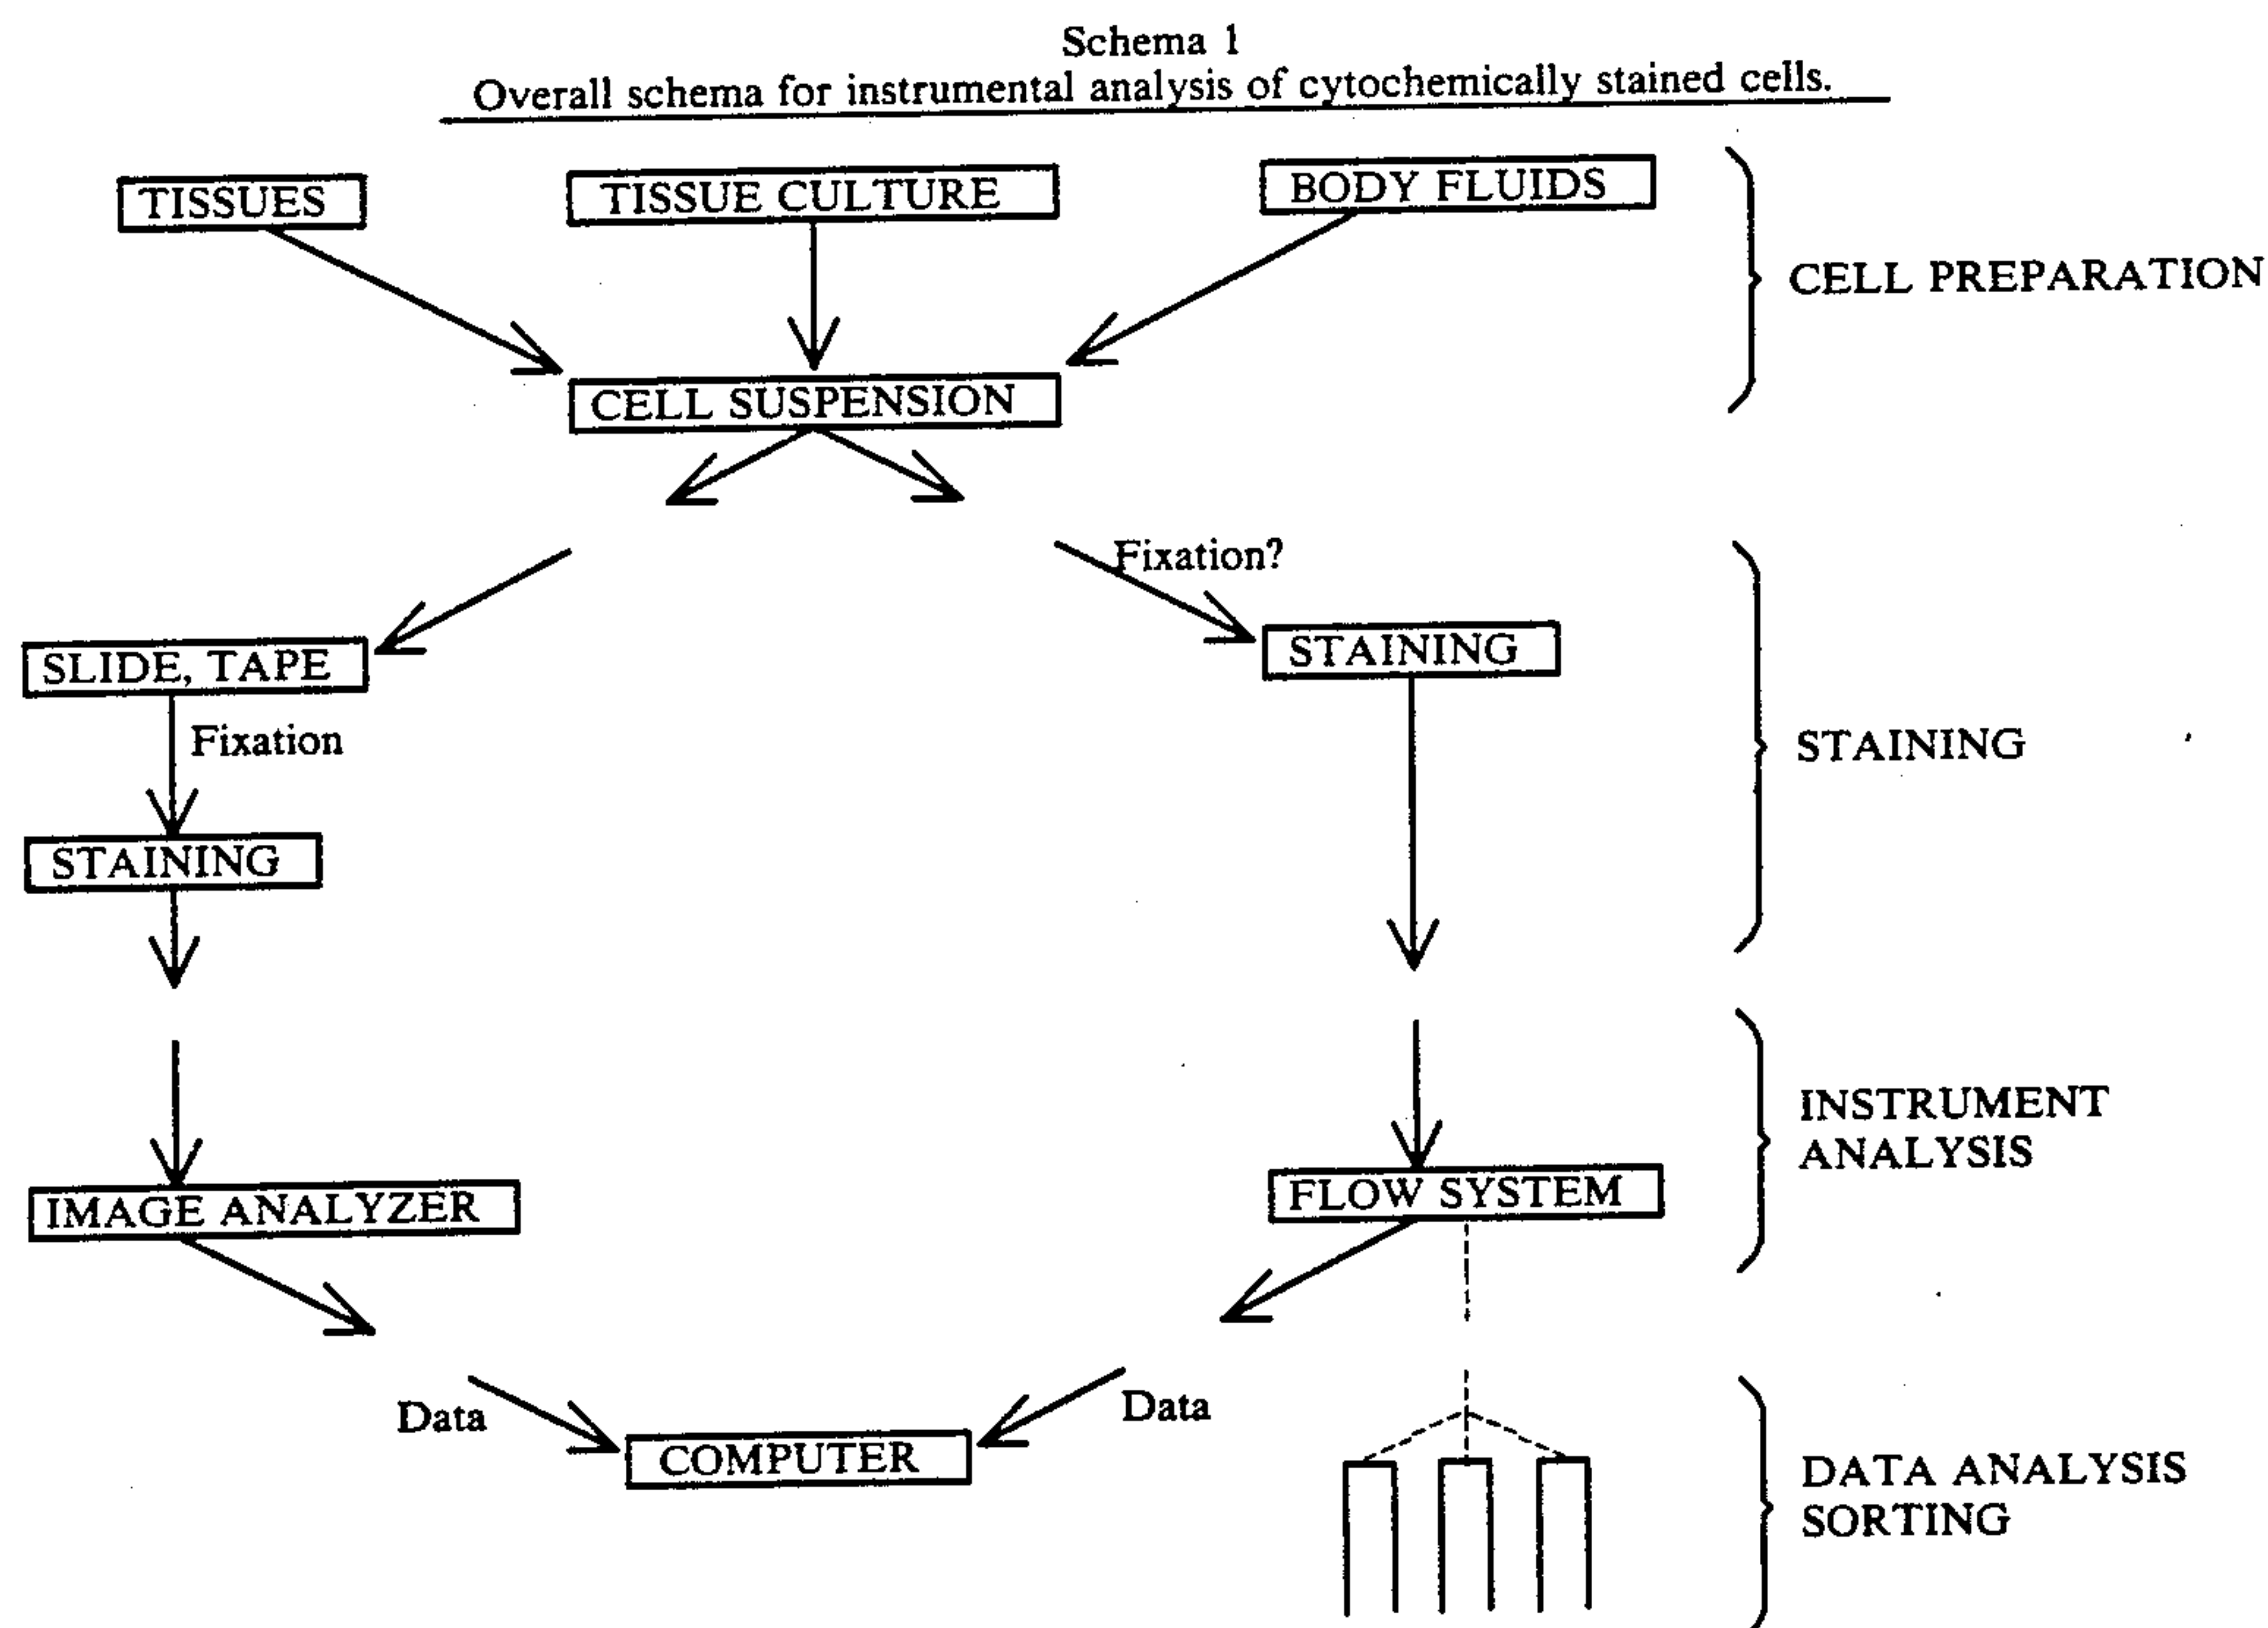 Schema 1
Overall schema for instrumental analysis of cytochemically stained cells.
TISSUES
TISSUE CULTURE
BODY FLUIDS
CELL PREPARATION
CELL SUSPENSION
Fixation?
SLIDE, TAPE
STAINING
Fixation
STAINING
STAINING
INSTRUMENT
ANALYSIS
IMAGE ANALYZER
FLOW SYSTEM
Data
Data
COMPUTER
DATA ANALYSIS
SORTING